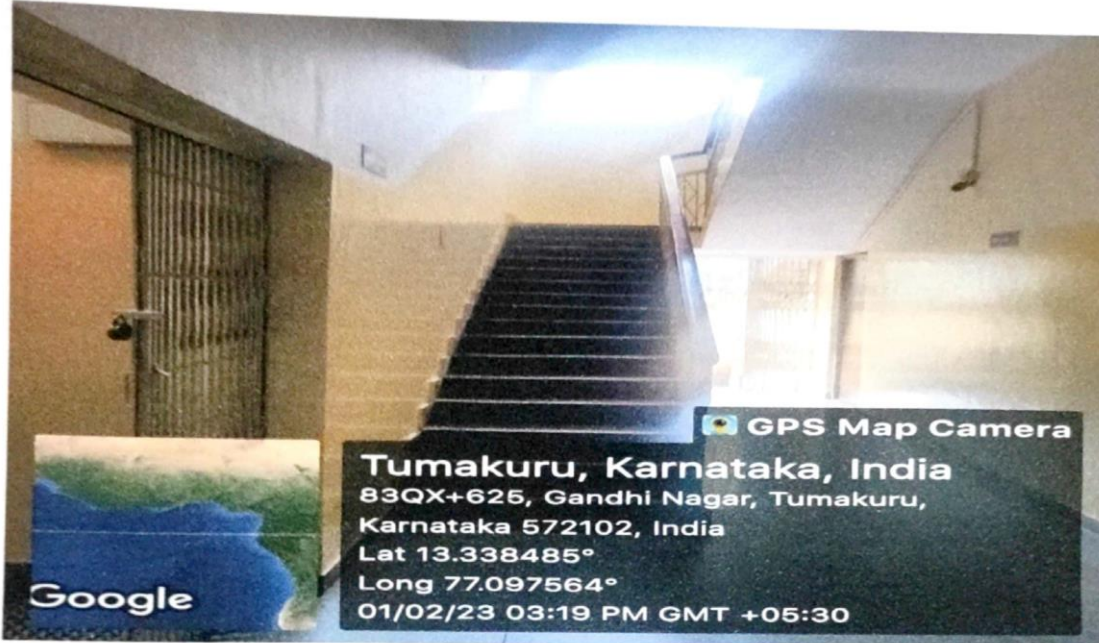 GPS Map Camera
Tumakuru, Karnataka, India
83QX+625, Gandhi Nagar, Tumakuru,
Karnataka 572102, India
Lat 13.338485°
Long 77.097564°
01/02/23 03:19 PM GMT +05:30
Google